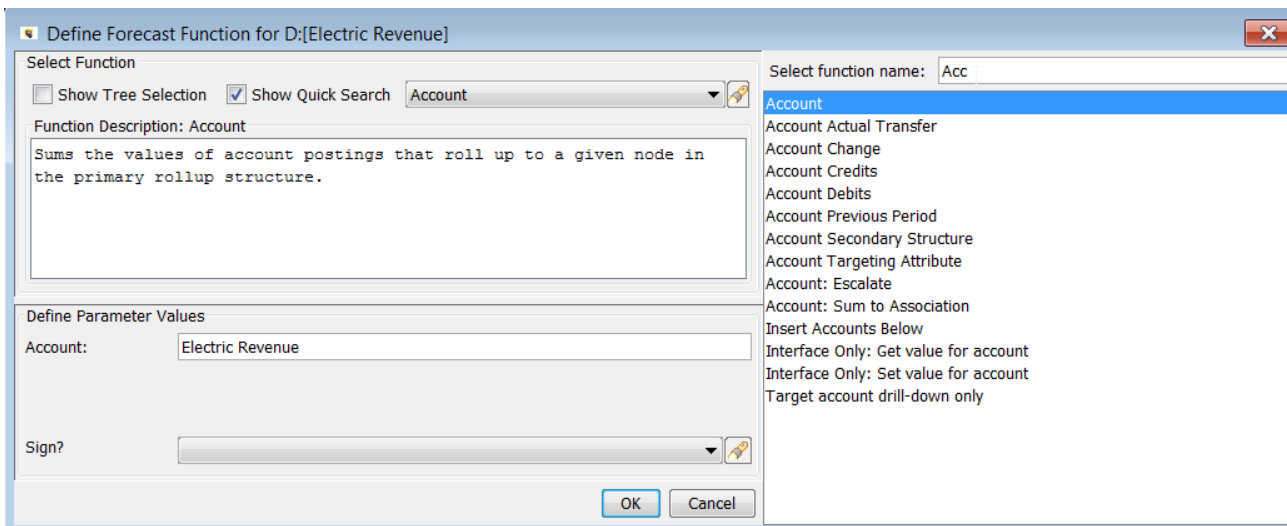 Define Forecast Function for D:[Electric Revenue]
Select Function
Show Tree Selection
Show Quick Search
Account
Function Description: Account
Sums the values of account postings that roll up to a given node in
the primary rollup structure.
Define Parameter Values
Account:
Electric Revenue
Sign?
OK
Cancel
Select function name:
Acc
Account
Account Actual Transfer
Account Change
Account Credits
Account Debits
Account Previous Period
Account Secondary Structure
Account Targeting Attribute
Account: Escalate
Account: Sum to Association
Insert Accounts Below
Interface Only: Get value for account
Interface Only: Set value for account
Target account drill-down only